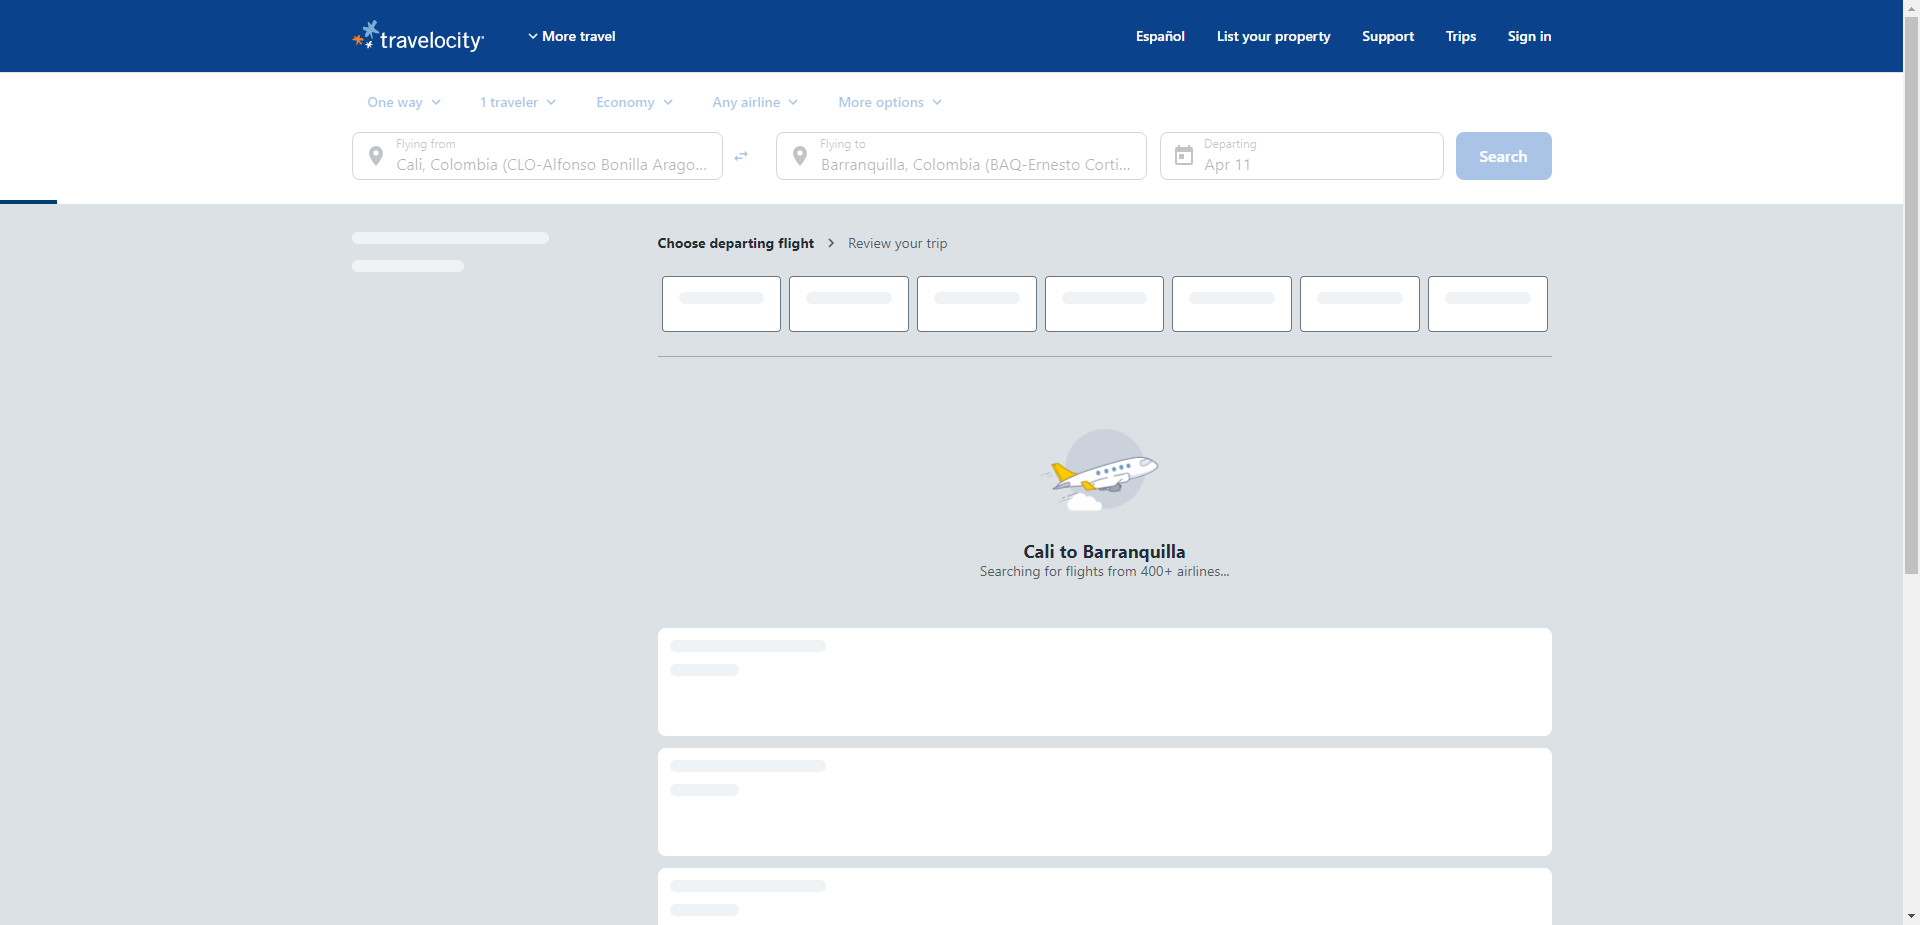 travelocity
More travel
Español
List your property
Support
Trips
Sign in
One way
1 traveler
Economy
Any airline
More options
Flying from
Cali, Colombia (CLO-Alfonso Bonilla Arago...
Flying to
Barranquilla, Colombia (BAQ-Ernesto Corti...
Departing
Apr 11
Search
Choose departing flight
Review your trip
Cali to Barranquilla
Searching for flights from 400+ airlines...